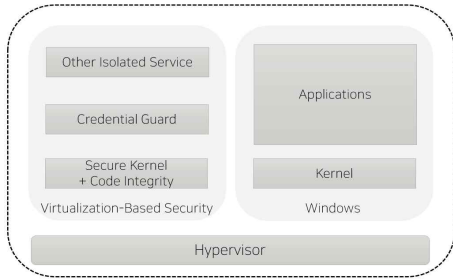 Other Isolated Service
Credential Guard
Secure Kernel
+ Code Integrity
Virtualization-Based Security
Applications
Kernel
Windows
Hypervisor